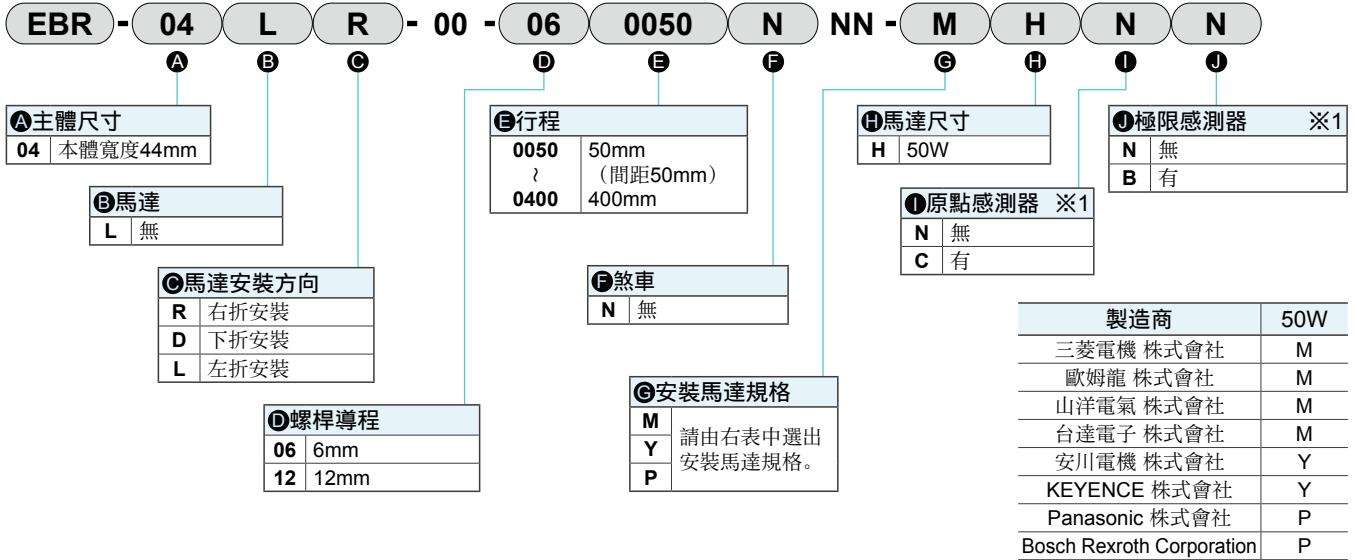 EBR - 04 L R - 00 - 06 0050 N NN - M H N N
A B C D E F G H I J
A主體尺寸
04 本體寬度44mm
B馬達
L 無
C馬達安裝方向
R 右折安裝
D 下折安裝
L 左折安裝
D螺桿導程
06 6mm
12 12mm
E行程
0050 50mm
~ （間距50mm）
0400 400mm
F煞車
N 無
G安裝馬達規格
M
Y
P
請由右表中選出
安裝馬達規格。
H馬達尺寸
H 50W
I原點感測器 ※1
N 無
C 有
J極限感測器 ※1
N 無
B 有
製造商 50W
三菱電機 株式會社 M
歐姆龍 株式會社 M
山洋電氣 株式會社 M
台達電子 株式會社 M
安川電機 株式會社 Y
KEYENCE 株式會社 Y
Panasonic 株式會社 P
Bosch Rexroth Corporation P